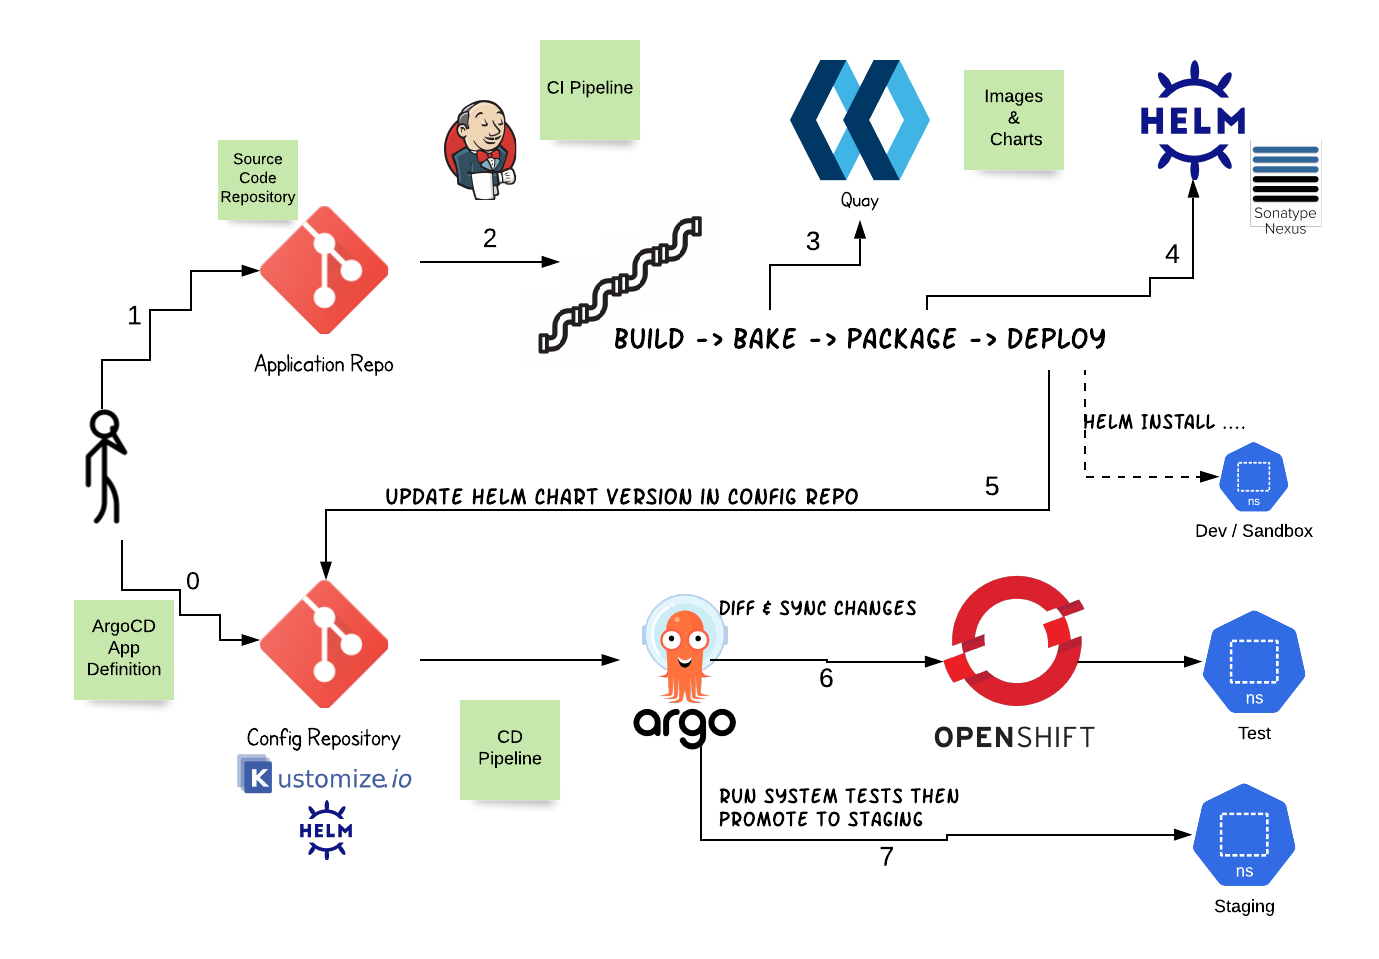 CI Pipeline
Images
&
Charts
HELM
Source
Code
Repository
Quay
Sonatype
Nexus
2
3
4
1
BUILD -> BAKE -> PACKAGE -> DEPLOY
Application Repo
HELM INSTALL ....
5
UPDATE HELM CHART VERSION IN CONFIG REPO
ns
Dev / Sandbox
0
ArgoCD
App
Definition
DIFF & SYNC CHANGES
6
argo
OPENSHIFT
ns
Test
Config Repository
Kustomize.io
HELM
CD
Pipeline
RUN SYSTEM TESTS THEN
PROMOTE TO STAGING
7
ns
Staging